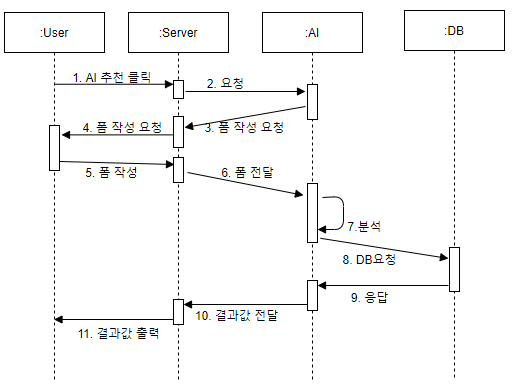 :User
:Server
:AI
:DB
1. AI 추천 클릭
2. 요청
3. 폼 작성 요청
4. 폼 작성 요청
5. 폼 작성
6. 폼 전달
7.분석
8. DB요청
9. 응답
10. 결과값 전달
11. 결과값 출력